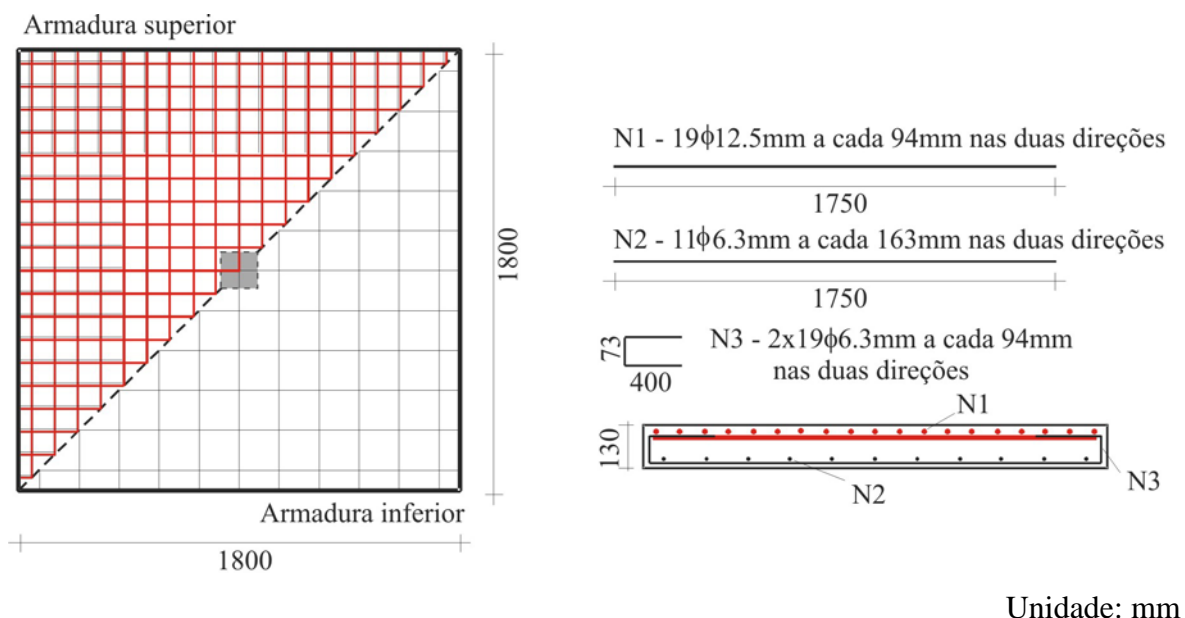 Armadura superior
1800
Armadura inferior
1800
N1 - 19ϕ12.5mm a cada 94mm nas duas direções
1750
N2 - 11ϕ6.3mm a cada 163mm nas duas direções
1750
73
400
N3 - 2x19ϕ6.3mm a cada 94mm
nas duas direções
N1
130
N2
N3
Unidade: mm